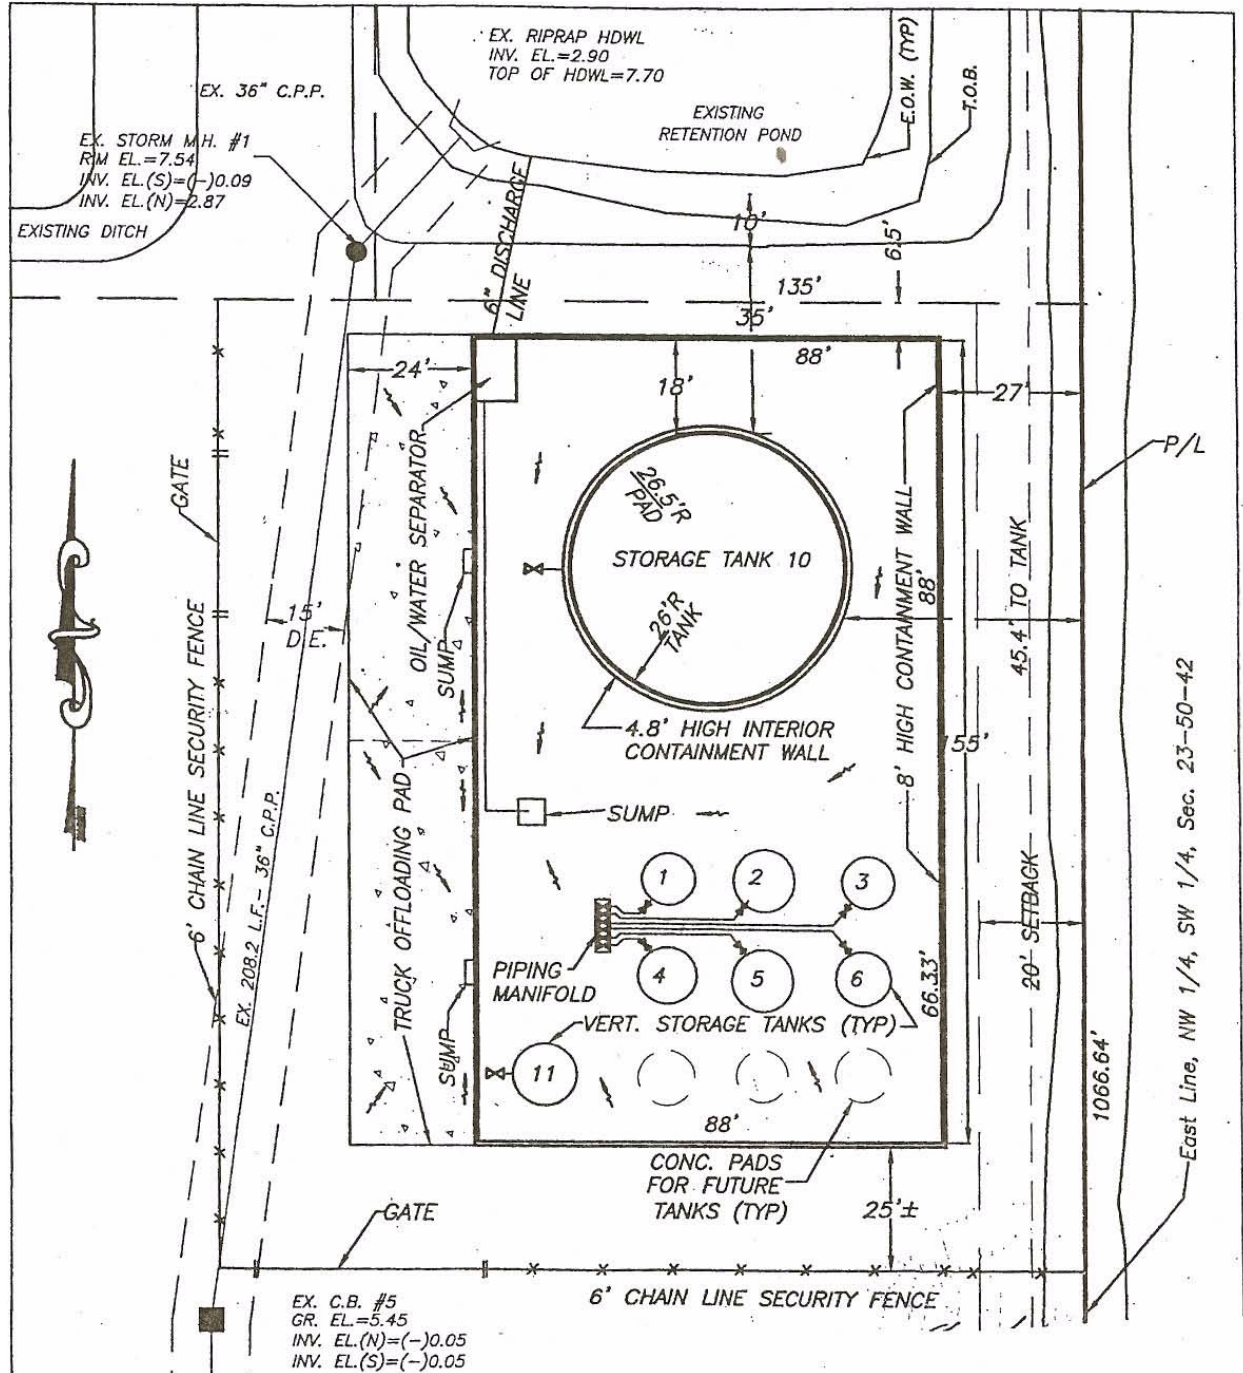 EX. RIPRAP HDWL
INV. EL.=2.90
TOP OF HDWL=7.70
E.O.W. (TYP)
T.O.B.
EX. 36" C.P.P.
EXISTING
RETENTION POND
EX. STORM M.H. #1
RIM EL.=7.54
INV. EL.(S)=(-)0.09
INV. EL.(N)=2.87
EXISTING DITCH
6" DISCHARGE
LINE
10'
6.5'
135'
35'
88'
24'
18'
27'
P/L
GATE
OIL/WATER SEPARATOR
26.5'R
PAD
STORAGE TANK 10
26'R
TANK
8' HIGH CONTAINMENT WALL
88'
45.4' TO TANK
15'
D.E.
SUMP
6' CHAIN LINE SECURITY FENCE
4.8' HIGH INTERIOR
CONTAINMENT WALL
155'
East Line, NW 1/4, SW 1/4, Sec. 23-50-42
EX. 208.2 L.F.- 36" C.P.P.
TRUCK OFFLOADING PAD
SUMP
1
2
3
20' SETBACK
PIPING
MANIFOLD
4
5
6
66.33'
VERT. STORAGE TANKS (TYP)
SUMP
11
1066.64'
88'
CONC. PADS
FOR FUTURE
TANKS (TYP)
25'±
GATE
6' CHAIN LINE SECURITY FENCE
EX. C.B. #5
GR. EL.=5.45
INV. EL.(N)=(-)0.05
INV. EL.(S)=(-)0.05